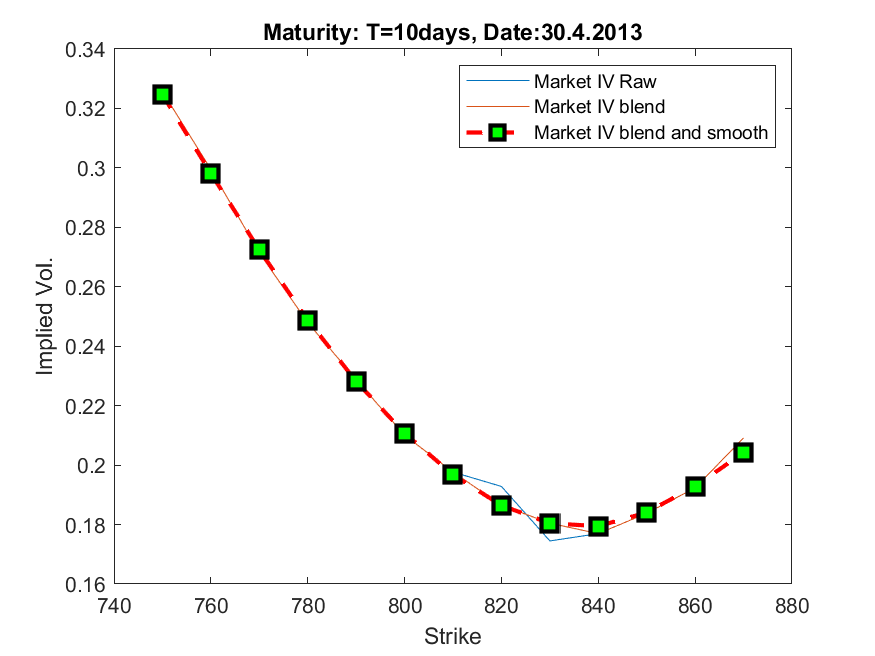 Maturity: T=10days, Date:30.4.2013
Market IV Raw
Market IV blend
Market IV blend and smooth
0.34
0.32
0.3
0.28
0.26
0.24
0.22
0.2
0.18
0.16
Implied Vol.
740 760 780 800 820 840 860 880
Strike